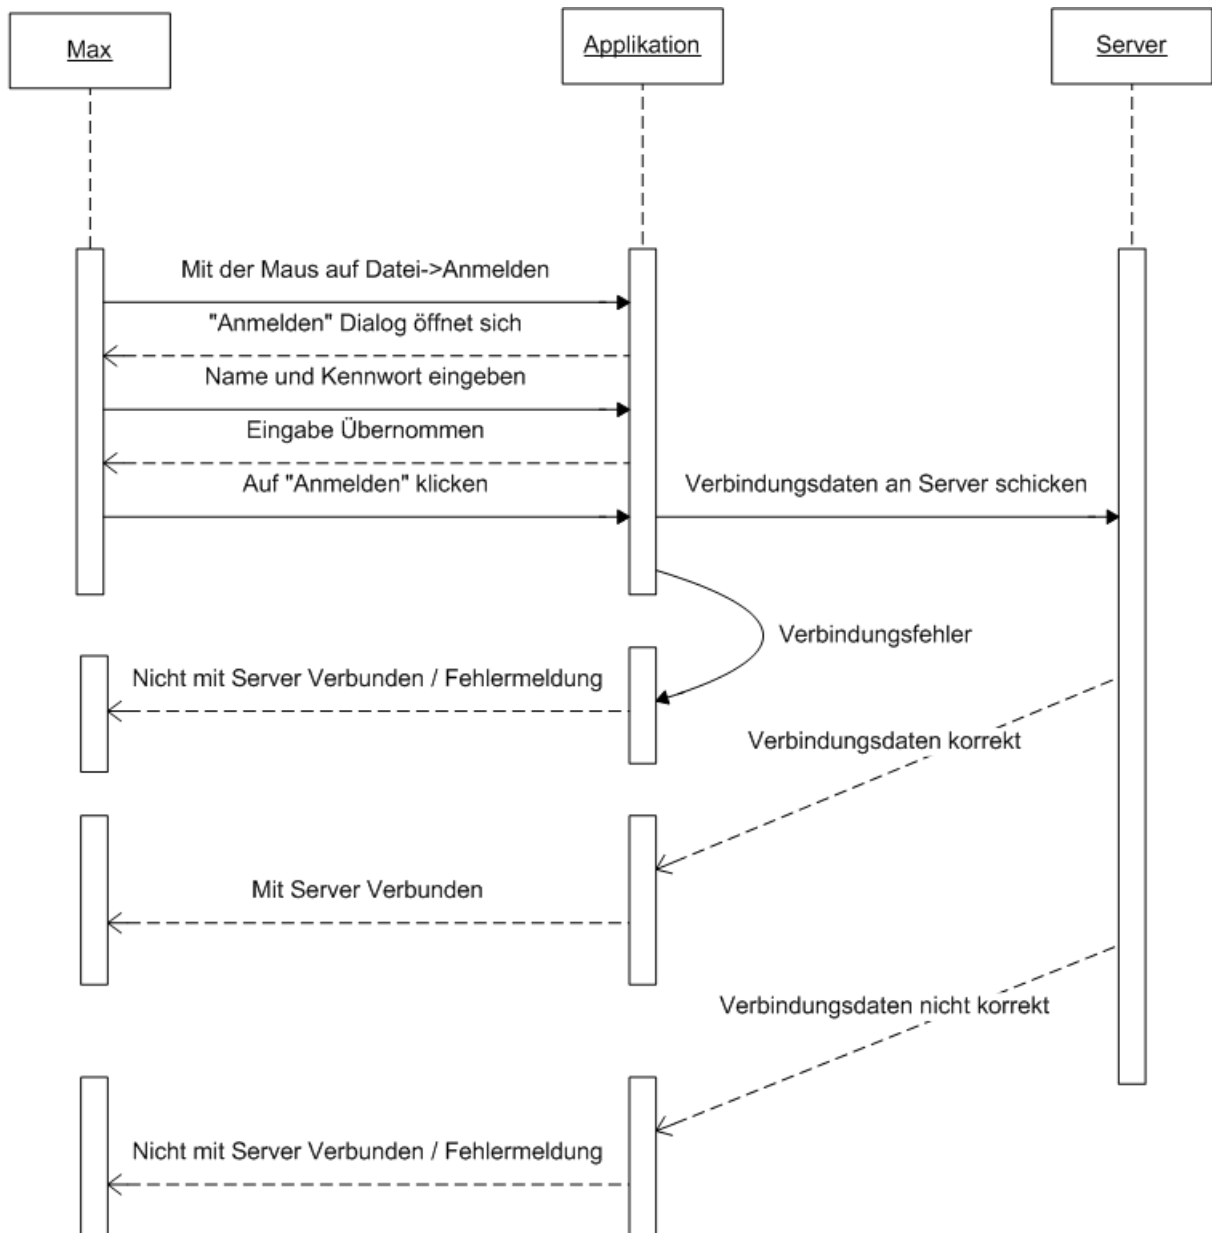 Max
Applikation
Server
Mit der Maus auf Datei->Anmelden
"Anmelden" Dialog öffnet sich
Name und Kennwort eingeben
Eingabe Übernommen
Auf "Anmelden" klicken
Verbindungsdaten an Server schicken
Verbindungsfehler
Nicht mit Server Verbunden / Fehlermeldung
Verbindungsdaten korrekt
Mit Server Verbunden
Verbindungsdaten nicht korrekt
Nicht mit Server Verbunden / Fehlermeldung